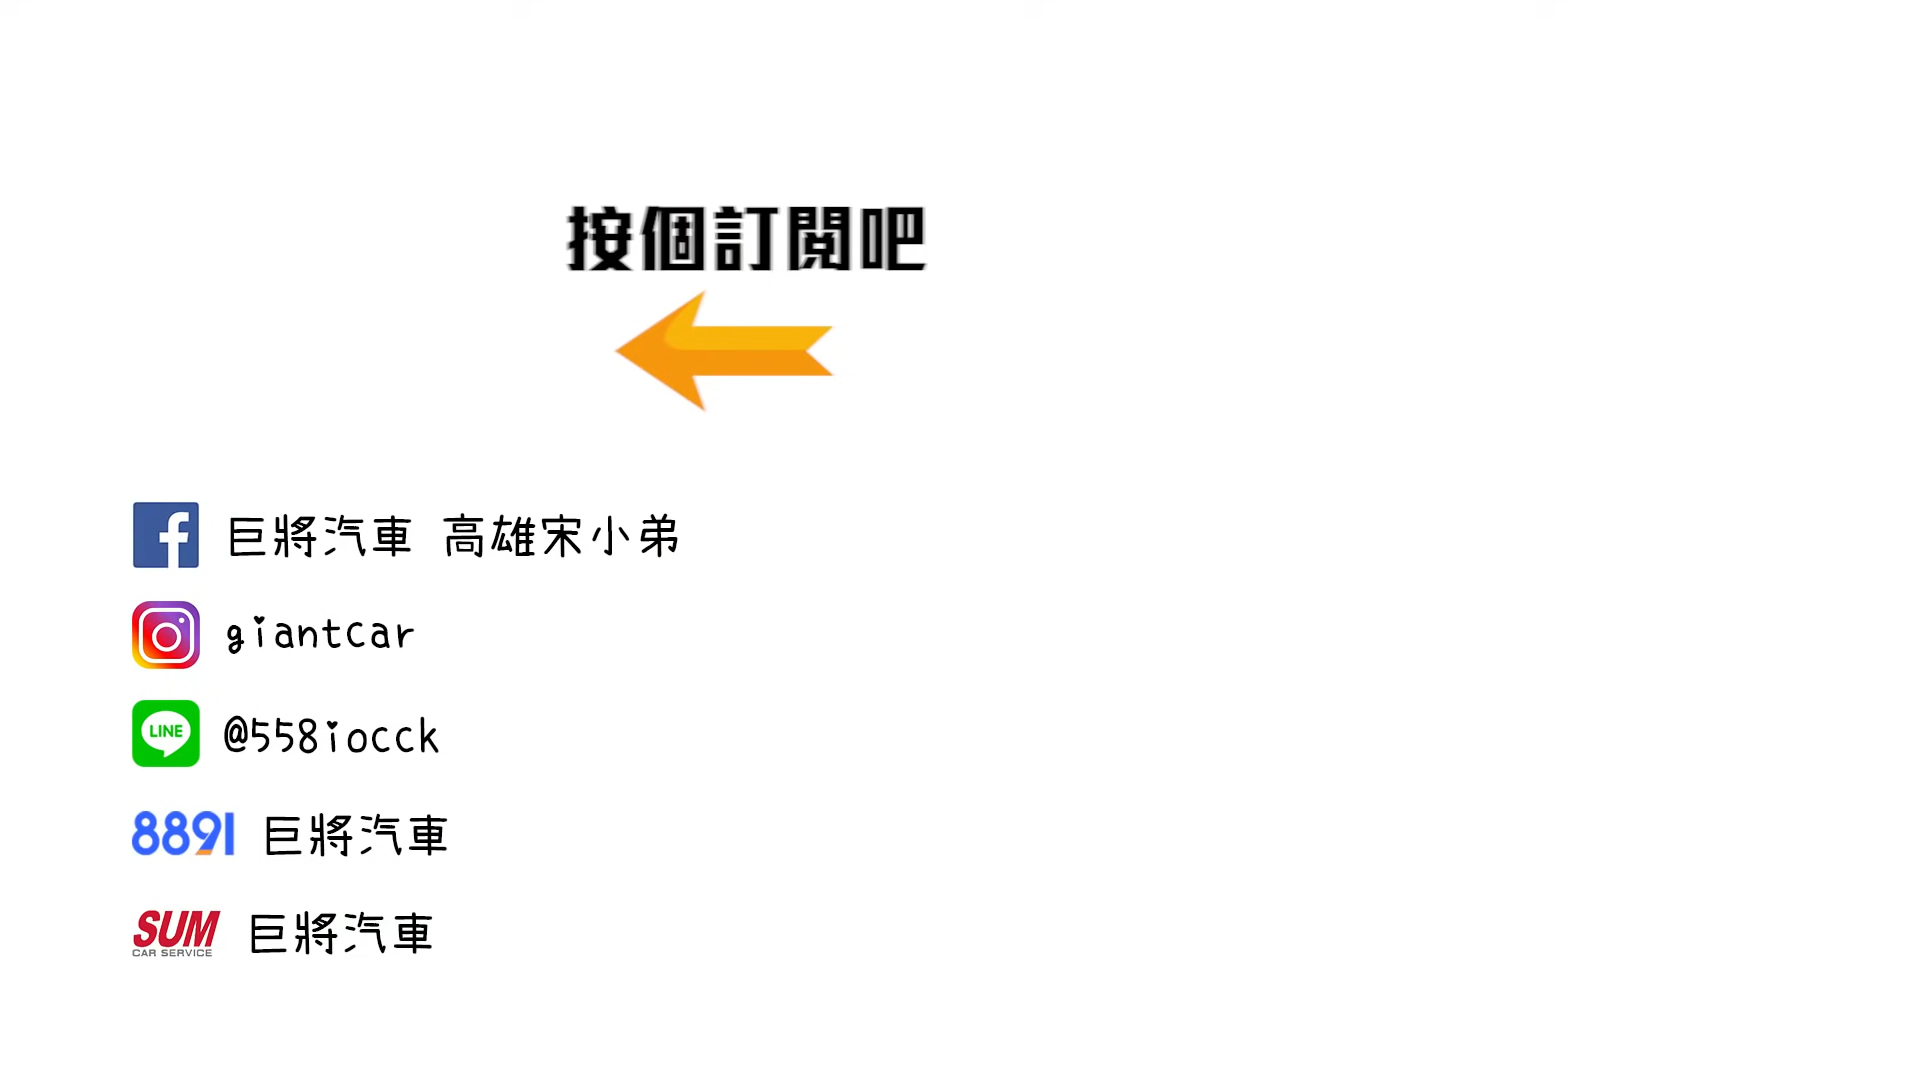 按個訂閱吧
巨將汽車 高雄宋小弟
giantcar
LINE @558iocck
8891 巨將汽車
SUM CAR SERVICE 巨將汽車